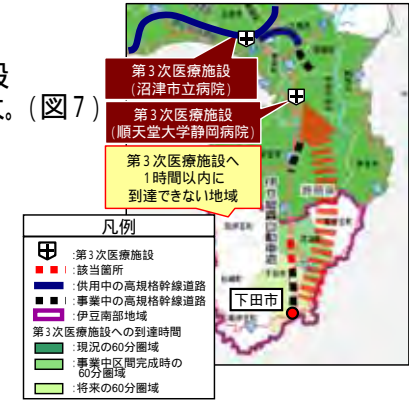 設
。(図7)
第3次医療施設
(沼津市立病院)
第3次医療施設
(順天堂大学静岡病院)
第3次医療施設へ
1時間以内に
到達できない地域
下田市
凡例
:第3次医療施設
:該当箇所
:供用中の高規格幹線道路
:事業中の高規格幹線道路
:伊豆南部地域
第3次医療施設への到達時間
:現況の60分圏域
:事業中区間完成時の
60分圏域
:将来の60分圏域